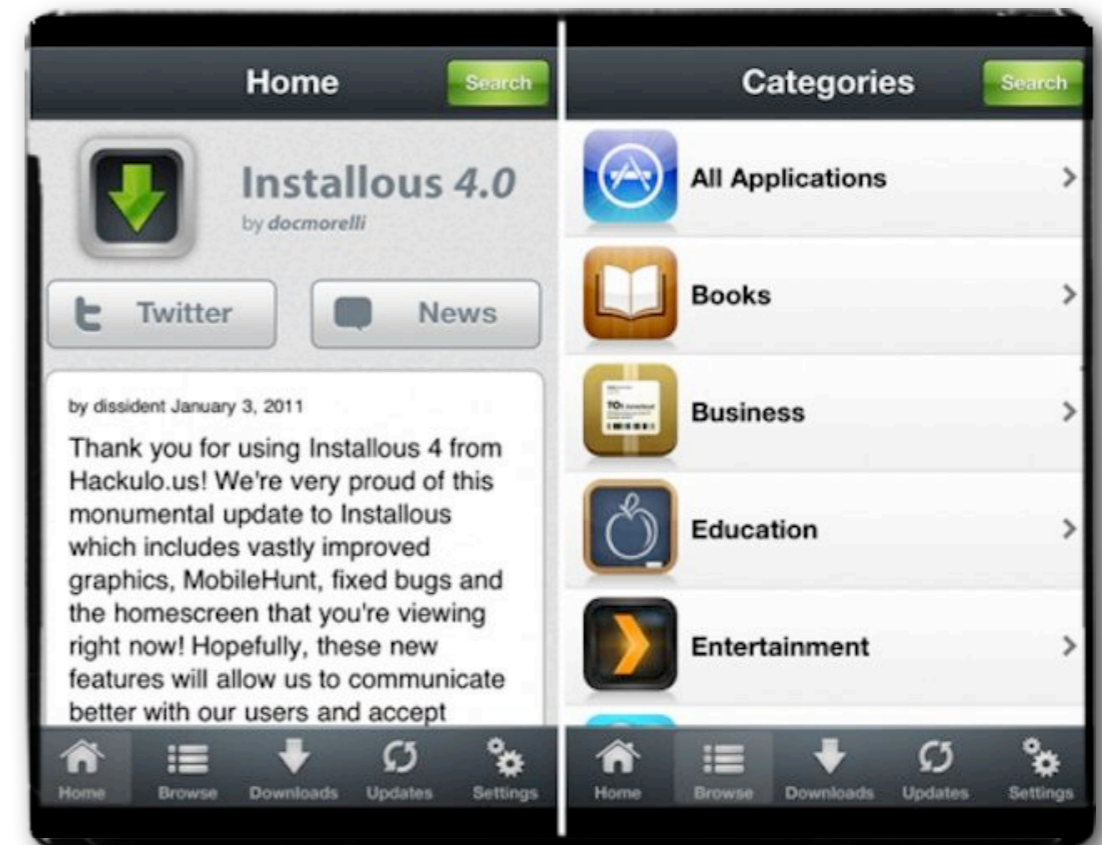 Home
Search
Installous 4.0
by docmorelli
Twitter
News
by dissident January 3, 2011
Thank you for using Installous 4 from
Hackulo.us! We're very proud of this
monumental update to Installous
which includes vastly improved
graphics, MobileHunt, fixed bugs and
the homescreen that you're viewing
right now! Hopefully, these new
features will allow us to communicate
better with our users and accept
Home
Browse
Downloads
Updates
Settings
Categories
Search
All Applications
Books
Business
Education
Entertainment
Home
Browse
Downloads
Updates
Settings